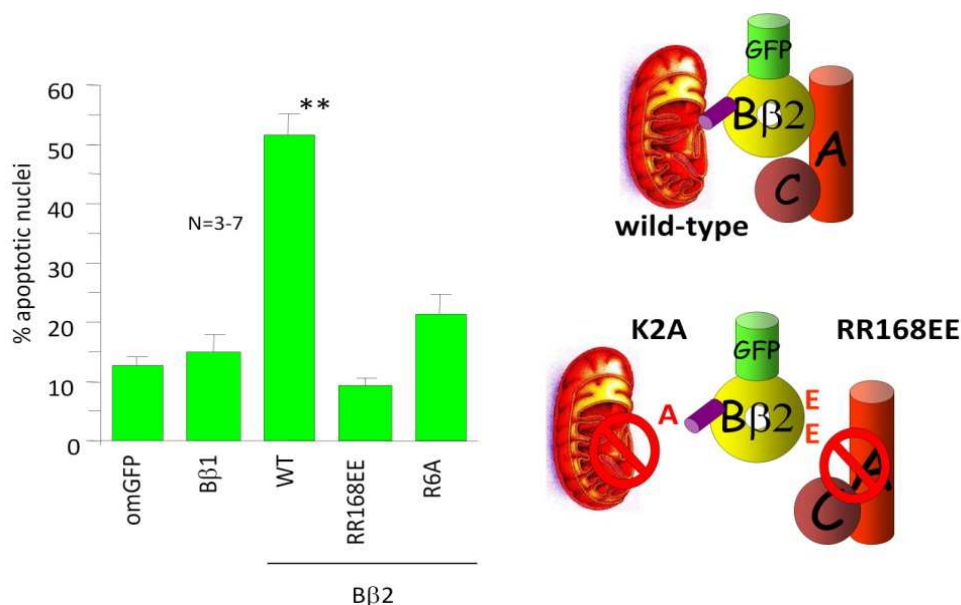 % apoptotic nuclei
60
50
40
30
20
10
0
**
N=3-7
omGFP
Bβ1
WT
RR168EE
R6A
Bβ2
GFP
Bβ2
A
C
wild-type
K2A
RR168EE
GFP
A
Bβ2
E
E
A
C